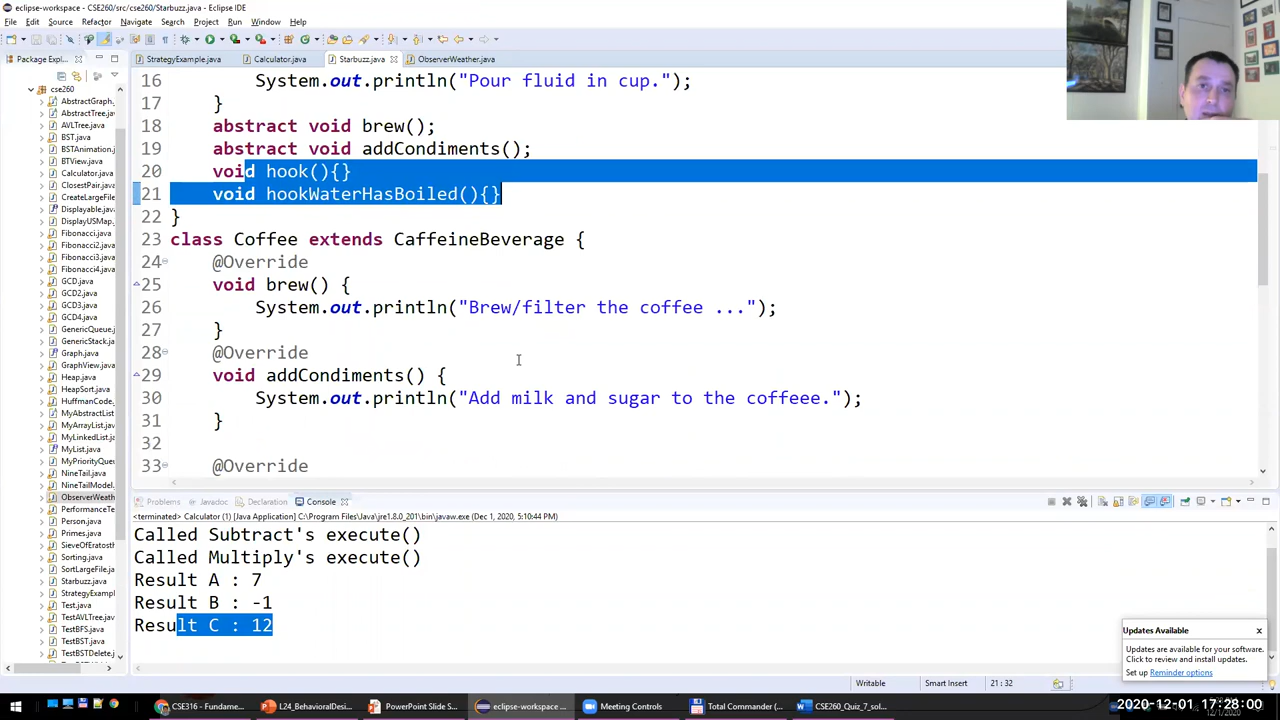 eclipse-workspace - CSE260/src/cse260/Starbuzz.java - Eclipse IDE
File Edit Source Refactor Navigate Search Project Run Window Help
Package Expl...
StrategyExample.java Calculator.java Starbuzz.java ObserverWeather.java
cse260
AbstractGraph.
AbstractTree.j
AVLTree.java
BST.java
BSTAnimation.j
BTView.java
Calculator.java
ClosestPair.java
CreateLargeFile
Displayable.java
DisplayUSMap.
Fibonacci.java
Fibonacci2.java
Fibonacci3.java
Fibonacci4.java
GCD.java
GCD2.java
GCD3.java
GCD4.java
GenericQueue.
GenericStack.ja
Graph.java
GraphView.java
Heap.java
HeapSort.java
HuffmanCode.
MyAbstractList
MyArrayList.jav
MyLinkedList.j
MyList.java
MyPriorityQue
NineTail.java
NineTailModel.
ObserverWeath
PerformanceTe
Person.java
Primes.java
SieveOfEratosth
Sorting.java
SortLargeFile.ja
Starbuzz.java
StrategyExampl
Test.java
TestAVLTree.jav
TestBFS.java
TestBST.java
TestBSTDelete.j
16 System.out.println("Pour fluid in cup.");
17 }
18 abstract void brew();
19 abstract void addCondiments();
20 void hook(){}
21 void hookWaterHasBoiled(){}
22 }
23 class Coffee extends CaffeineBeverage {
24 @Override
25 void brew() {
26 System.out.println("Brew/filter the coffee ...");
27 }
28 @Override
29 void addCondiments() {
30 System.out.println("Add milk and sugar to the coffeee.");
31 }
32
33 @Override
Problems Javadoc Declaration Console
<terminated> Calculator (1) [Java Application] C:\Program Files\Java\jre1.8.0_201\bin\javaw.exe (Dec 1, 2020, 5:10:44 PM)
Called Subtract's execute()
Called Multiply's execute()
Result A : 7
Result B : -1
Result C : 12
Updates Available x
Updates are available for your software.
Click to review and install updates.
Set up Reminder options
Writable Smart Insert 21 : 32
CSE316 - Fundame... L24_BehavioralDesi... PowerPoint Slide S... eclipse-workspace ... Meeting Controls Total Commander (... CSE260_Quiz_7_sol...
2020-12-01 17:28:00